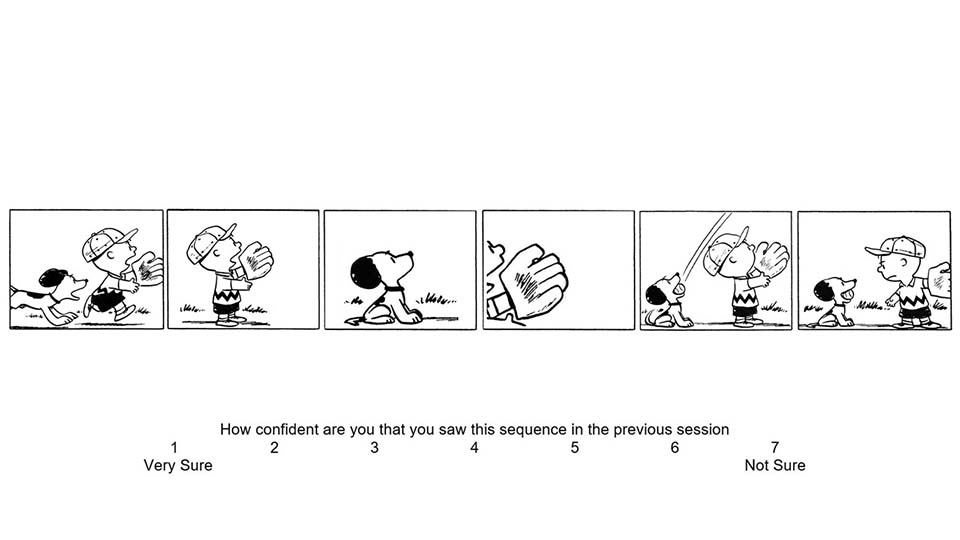 How confident are you that you saw this sequence in the previous session
1 2 3 4 5 6 7
Very Sure Not Sure